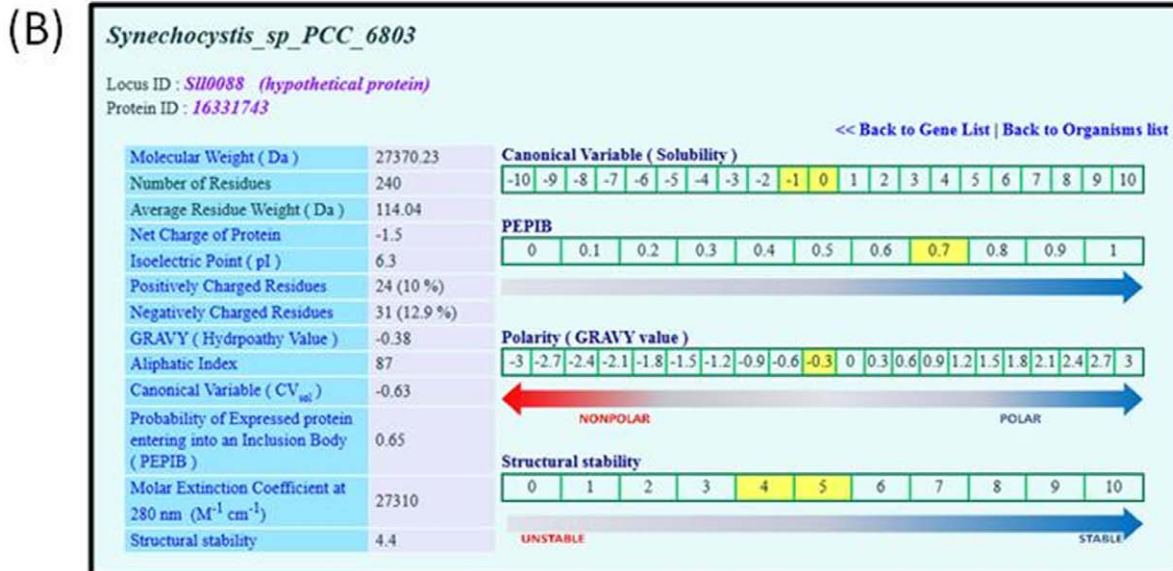 (B)
Synechocystis_sp_PCC_6803
Locus ID : Sll0088 (hypothetical protein)
Protein ID : 16331743
<< Back to Gene List | Back to Organisms list
Molecular Weight ( Da ) 27370.23
Number of Residues 240
Average Residue Weight ( Da ) 114.04
Net Charge of Protein -1.5
Isoelectric Point ( pI ) 6.3
Positively Charged Residues 24 (10 %)
Negatively Charged Residues 31 (12.9 %)
GRAVY ( Hydrpoathy Value ) -0.38
Aliphatic Index 87
Canonical Variable ( CVsol ) -0.63
Probability of Expressed protein
entering into an Inclusion Body 0.65
( PEPIB )
Molar Extinction Coefficient at
280 nm (M-1 cm-1) 27310
Structural stability 4.4
Canonical Variable ( Solubility )
-10 -9 -8 -7 -6 -5 -4 -3 -2 -1 0 1 2 3 4 5 6 7 8 9 10
PEPIB
0 0.1 0.2 0.3 0.4 0.5 0.6 0.7 0.8 0.9 1
Polarity ( GRAVY value )
-3 -2.7 -2.4 -2.1 -1.8 -1.5 -1.2 -0.9 -0.6 -0.3 0 0.3 0.6 0.9 1.2 1.5 1.8 2.1 2.4 2.7 3
NONPOLAR POLAR
Structural stability
0 1 2 3 4 5 6 7 8 9 10
UNSTABLE STABLE